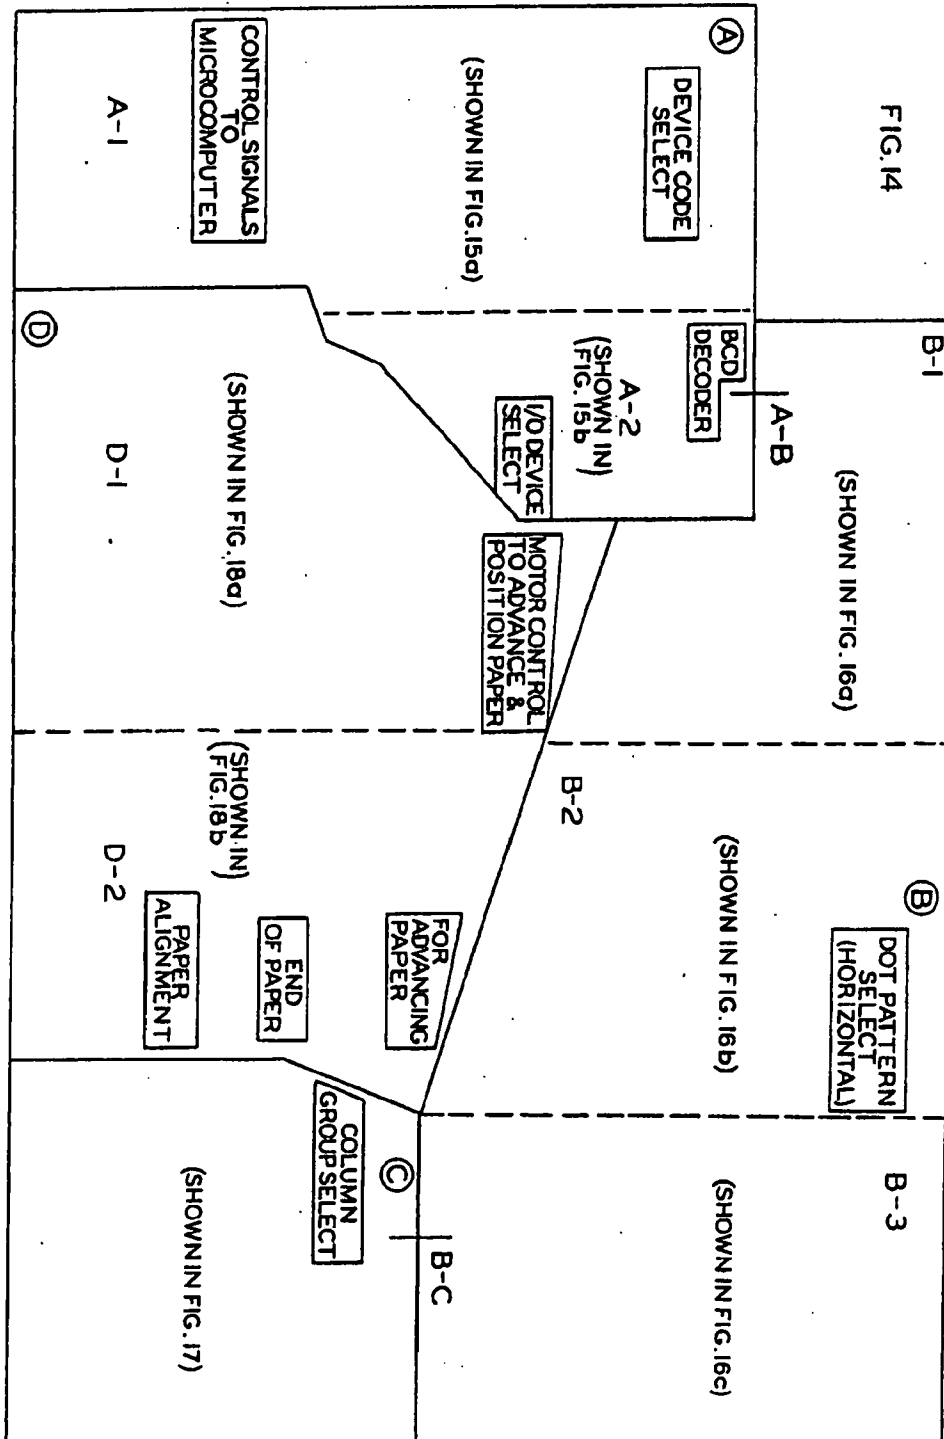 FIG. 14
B-1
(SHOWN IN FIG. 16a)
(SHOWN IN FIG. 16b)
B
DOT PATTERN
SELECT
(HORIZONTAL)
B-3
(SHOWN IN FIG. 16c)
B-2
A-B
B-C
A
DEVICE CODE
SELECT
(SHOWN IN FIG. 15a)
CONTROL SIGNALS
TO
MICROCOMPUTER
A-1
BCD
DECODER
A-2
(SHOWN IN
FIG. 15b)
I/O DEVICE
SELECT
MOTOR CONTROL
TO ADVANCE &
POSITION PAPER
D
(SHOWN IN FIG. 18a)
D-1
(SHOWN IN
FIG. 18b)
D-2
FOR
ADVANCING
PAPER
END
OF PAPER
PAPER
ALIGNMENT
C
COLUMN
GROUP SELECT
(SHOWN IN FIG. 17)